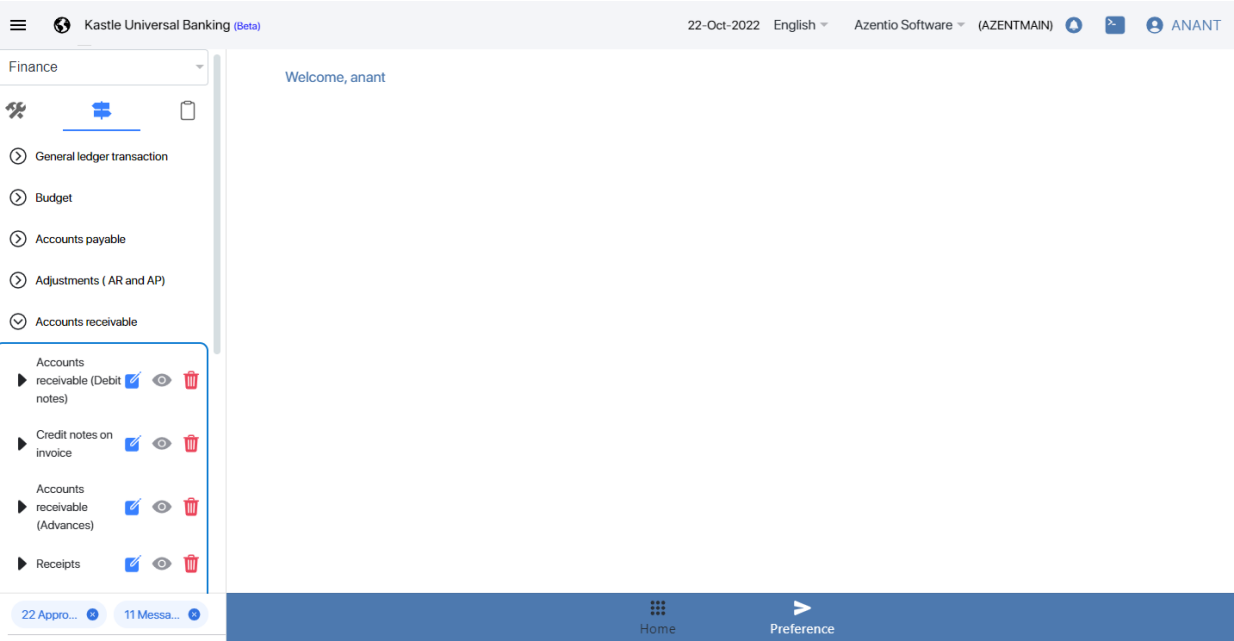 Kastle Universal Banking (Beta)
22-Oct-2022 English Azentio Software (AZENTMAIN) ANANT
Finance
Welcome, anant
General ledger transaction
Budget
Accounts payable
Adjustments ( AR and AP)
Accounts receivable
Accounts
receivable (Debit
notes)
Credit notes on
invoice
Accounts
receivable
(Advances)
Receipts
22 Appro...
11 Messa...
Home
Preference